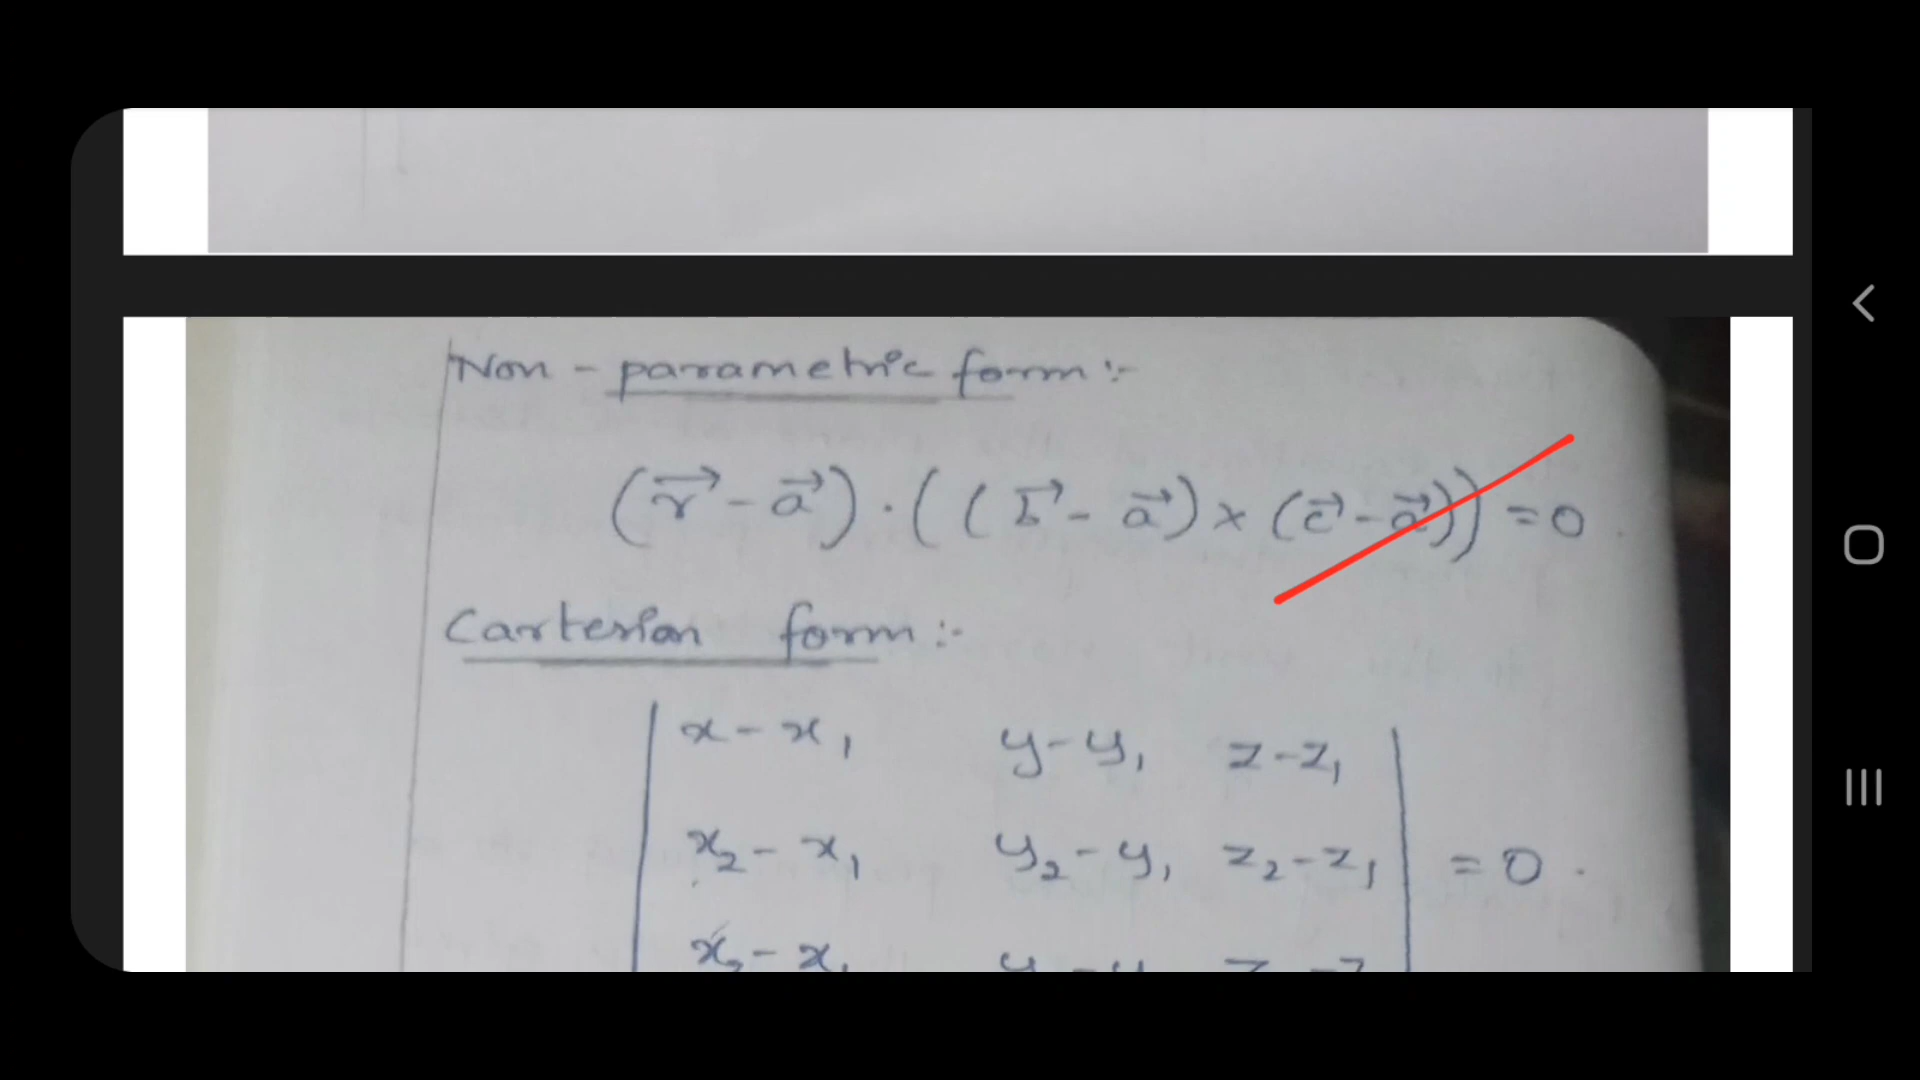 Non - parametric form :-
(r⃗ - a⃗) . ((b⃗ - a⃗) × (c⃗ - a⃗)) = 0.
Cartesian form :-
| x - x₁ y - y₁ z - z₁ |
| x₂ - x₁ y₂ - y₁ z₂ - z₁ | = 0.